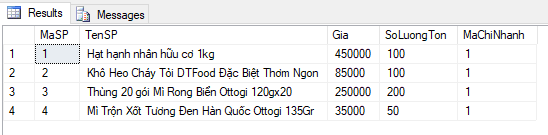 Results Messages
MaSP TenSP Gia SoLuongTon MaChiNhanh
1 1 Hạt hạnh nhân hữu cơ 1kg 450000 100 1
2 2 Khô Heo Cháy Tỏi DTFood Đặc Biệt Thơm Ngon 85000 100 1
3 3 Thùng 20 gói Mì Rong Biển Ottogi 120gx20 250000 200 1
4 4 Mì Trộn Xốt Tương Đen Hàn Quốc Ottogi 135Gr 35000 50 1